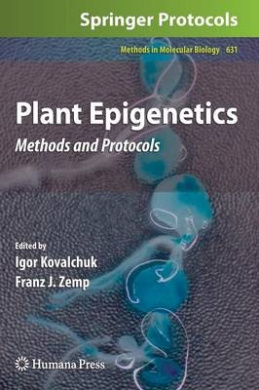 Springer Protocols
Methods in Molecular Biology 631
Plant Epigenetics
Methods and Protocols
Edited by
Igor Kovalchuk
Franz J. Zemp
Humana Press